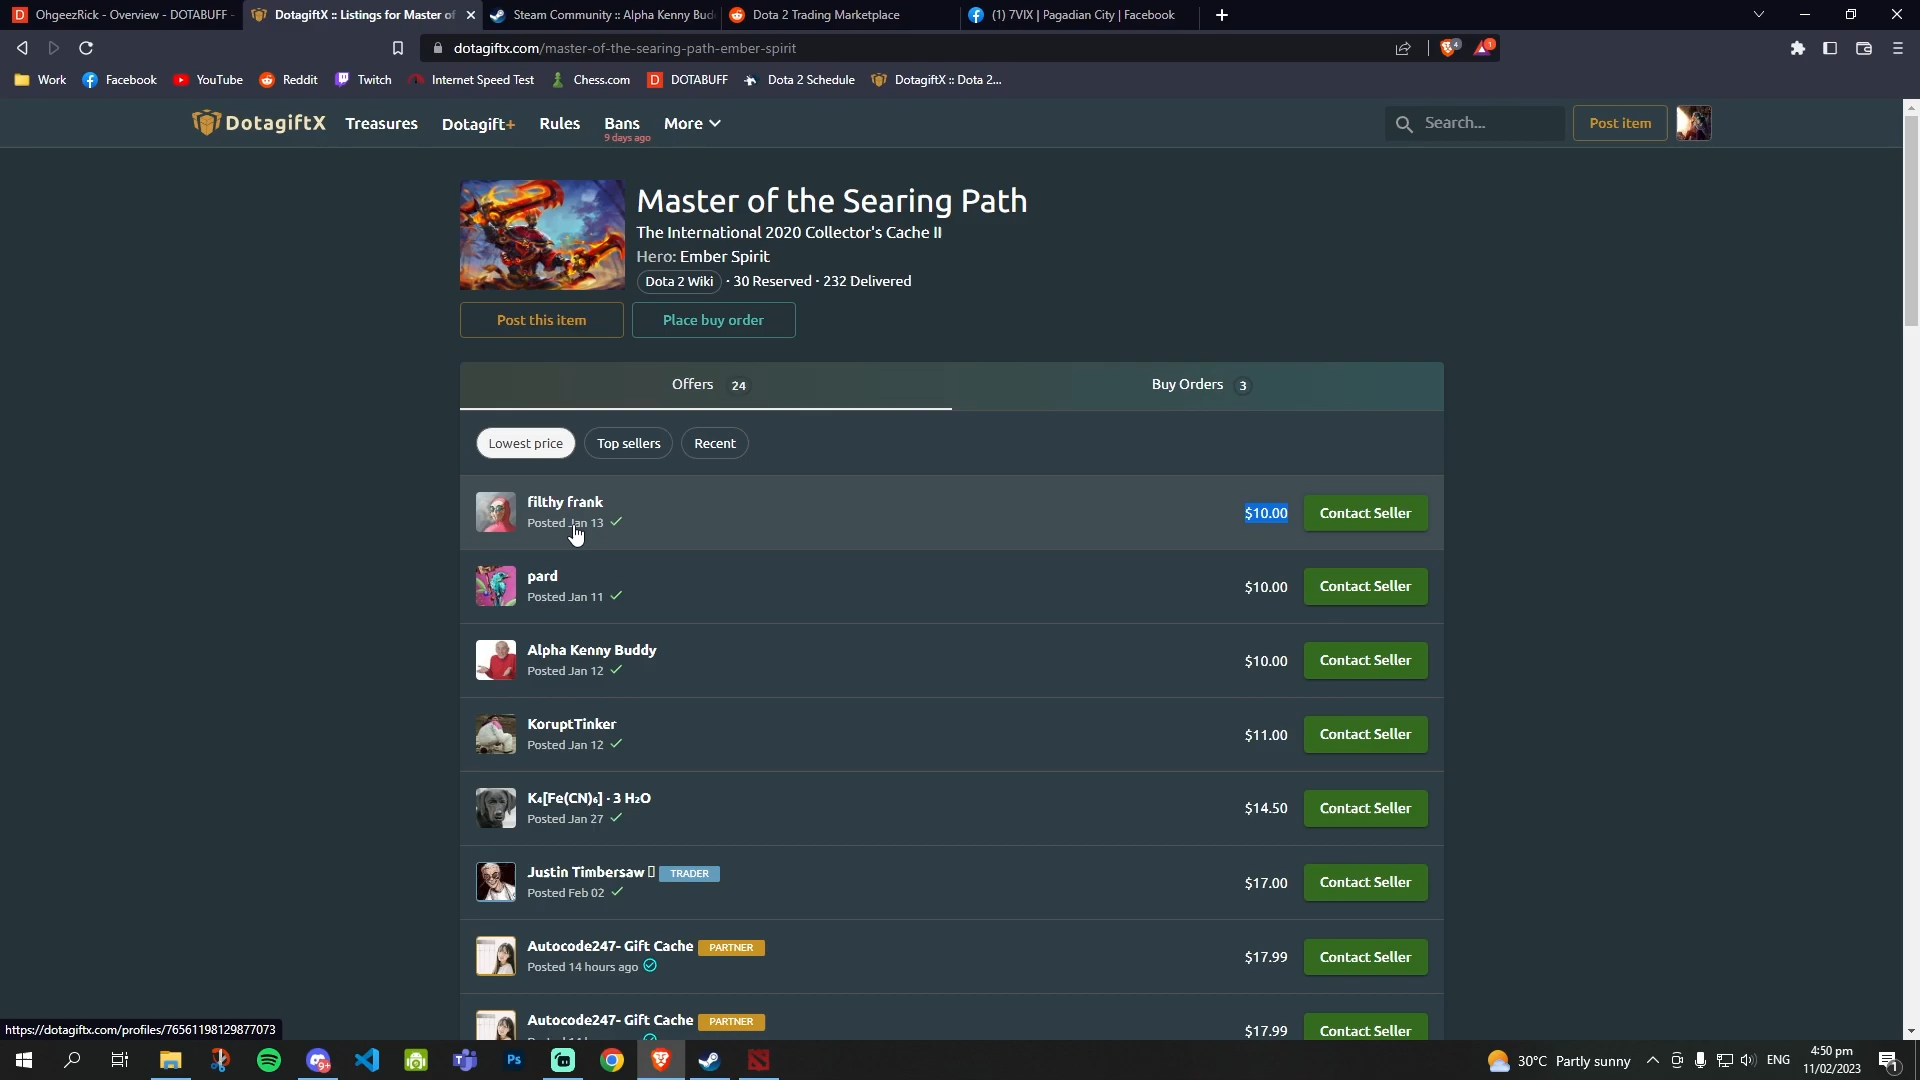 OhgeezRick - Overview - DOTABUFF -
DotagiftX :: Listings for Master of
Steam Community :: Alpha Kenny Bud
Dota 2 Trading Marketplace
(1) 7VIX | Pagadian City | Facebook
dotagiftx.com/master-of-the-searing-path-ember-spirit
4
1
Work
Facebook
YouTube
Reddit
Twitch
Internet Speed Test
Chess.com
DOTABUFF
Dota 2 Schedule
DotagiftX :: Dota 2...
DotagiftX
Treasures
Dotagift+
Rules
Bans
9 days ago
More
Search...
Post item
Master of the Searing Path
The International 2020 Collector's Cache II
Hero: Ember Spirit
Dota 2 Wiki · 30 Reserved · 232 Delivered
Post this item
Place buy order
Offers 24
Buy Orders 3
Lowest price
Top sellers
Recent
filthy frank
Posted Jan 13
$10.00
Contact Seller
pard
Posted Jan 11
$10.00
Contact Seller
Alpha Kenny Buddy
Posted Jan 12
$10.00
Contact Seller
KoruptTinker
Posted Jan 12
$11.00
Contact Seller
K₄[Fe(CN)₆] · 3 H₂O
Posted Jan 27
$14.50
Contact Seller
Justin Timbersaw TRADER
Posted Feb 02
$17.00
Contact Seller
Autocode247- Gift Cache PARTNER
Posted 14 hours ago
$17.99
Contact Seller
Autocode247- Gift Cache PARTNER
$17.99
Contact Seller
https://dotagiftx.com/profiles/76561198129877073
9+
Ps
30°C Partly sunny
ENG
4:50 pm
11/02/2023
1